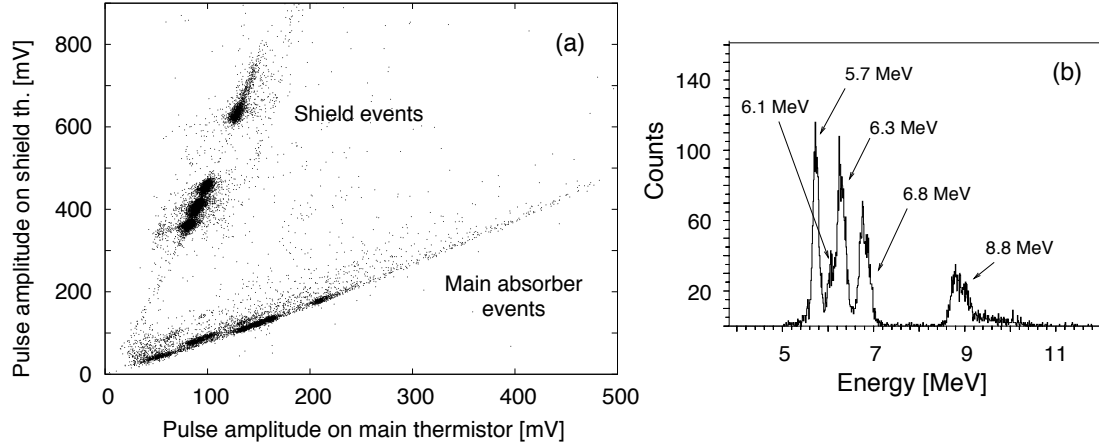 Pulse amplitude on shield th. [mV]
800
600
400
200
0
(a)
Shield events
Main absorber
events
0
100
200
300
400
500
Pulse amplitude on main thermistor [mV]
Counts
140
100
60
20
(b)
5.7 MeV
6.1 MeV
6.3 MeV
6.8 MeV
8.8 MeV
5
7
9
11
Energy [MeV]